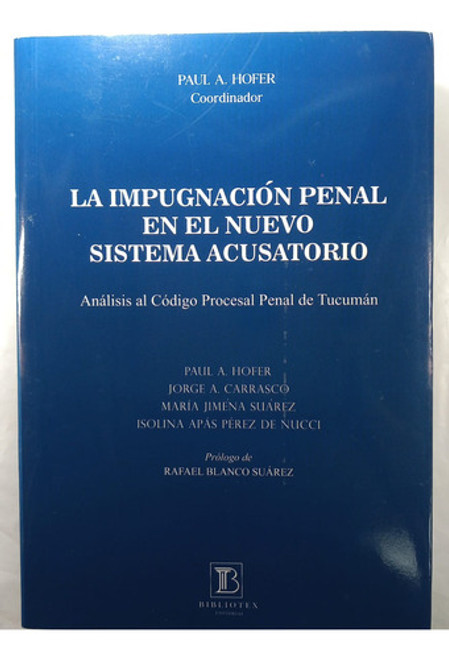 PAUL A. HOFER
Coordinador
LA IMPUGNACIÓN PENAL
EN EL NUEVO
SISTEMA ACUSATORIO
Análisis al Código Procesal Penal de Tucumán
PAUL A. HOFER
JORGE A. CARRASCO
MARÍA JIMENA SUÁREZ
ISOLINA APÁS PÉREZ DE NUCCI
Prólogo de
RAFAEL BLANCO SUÁREZ
B
BIBLIOTEX
EDITORIAL